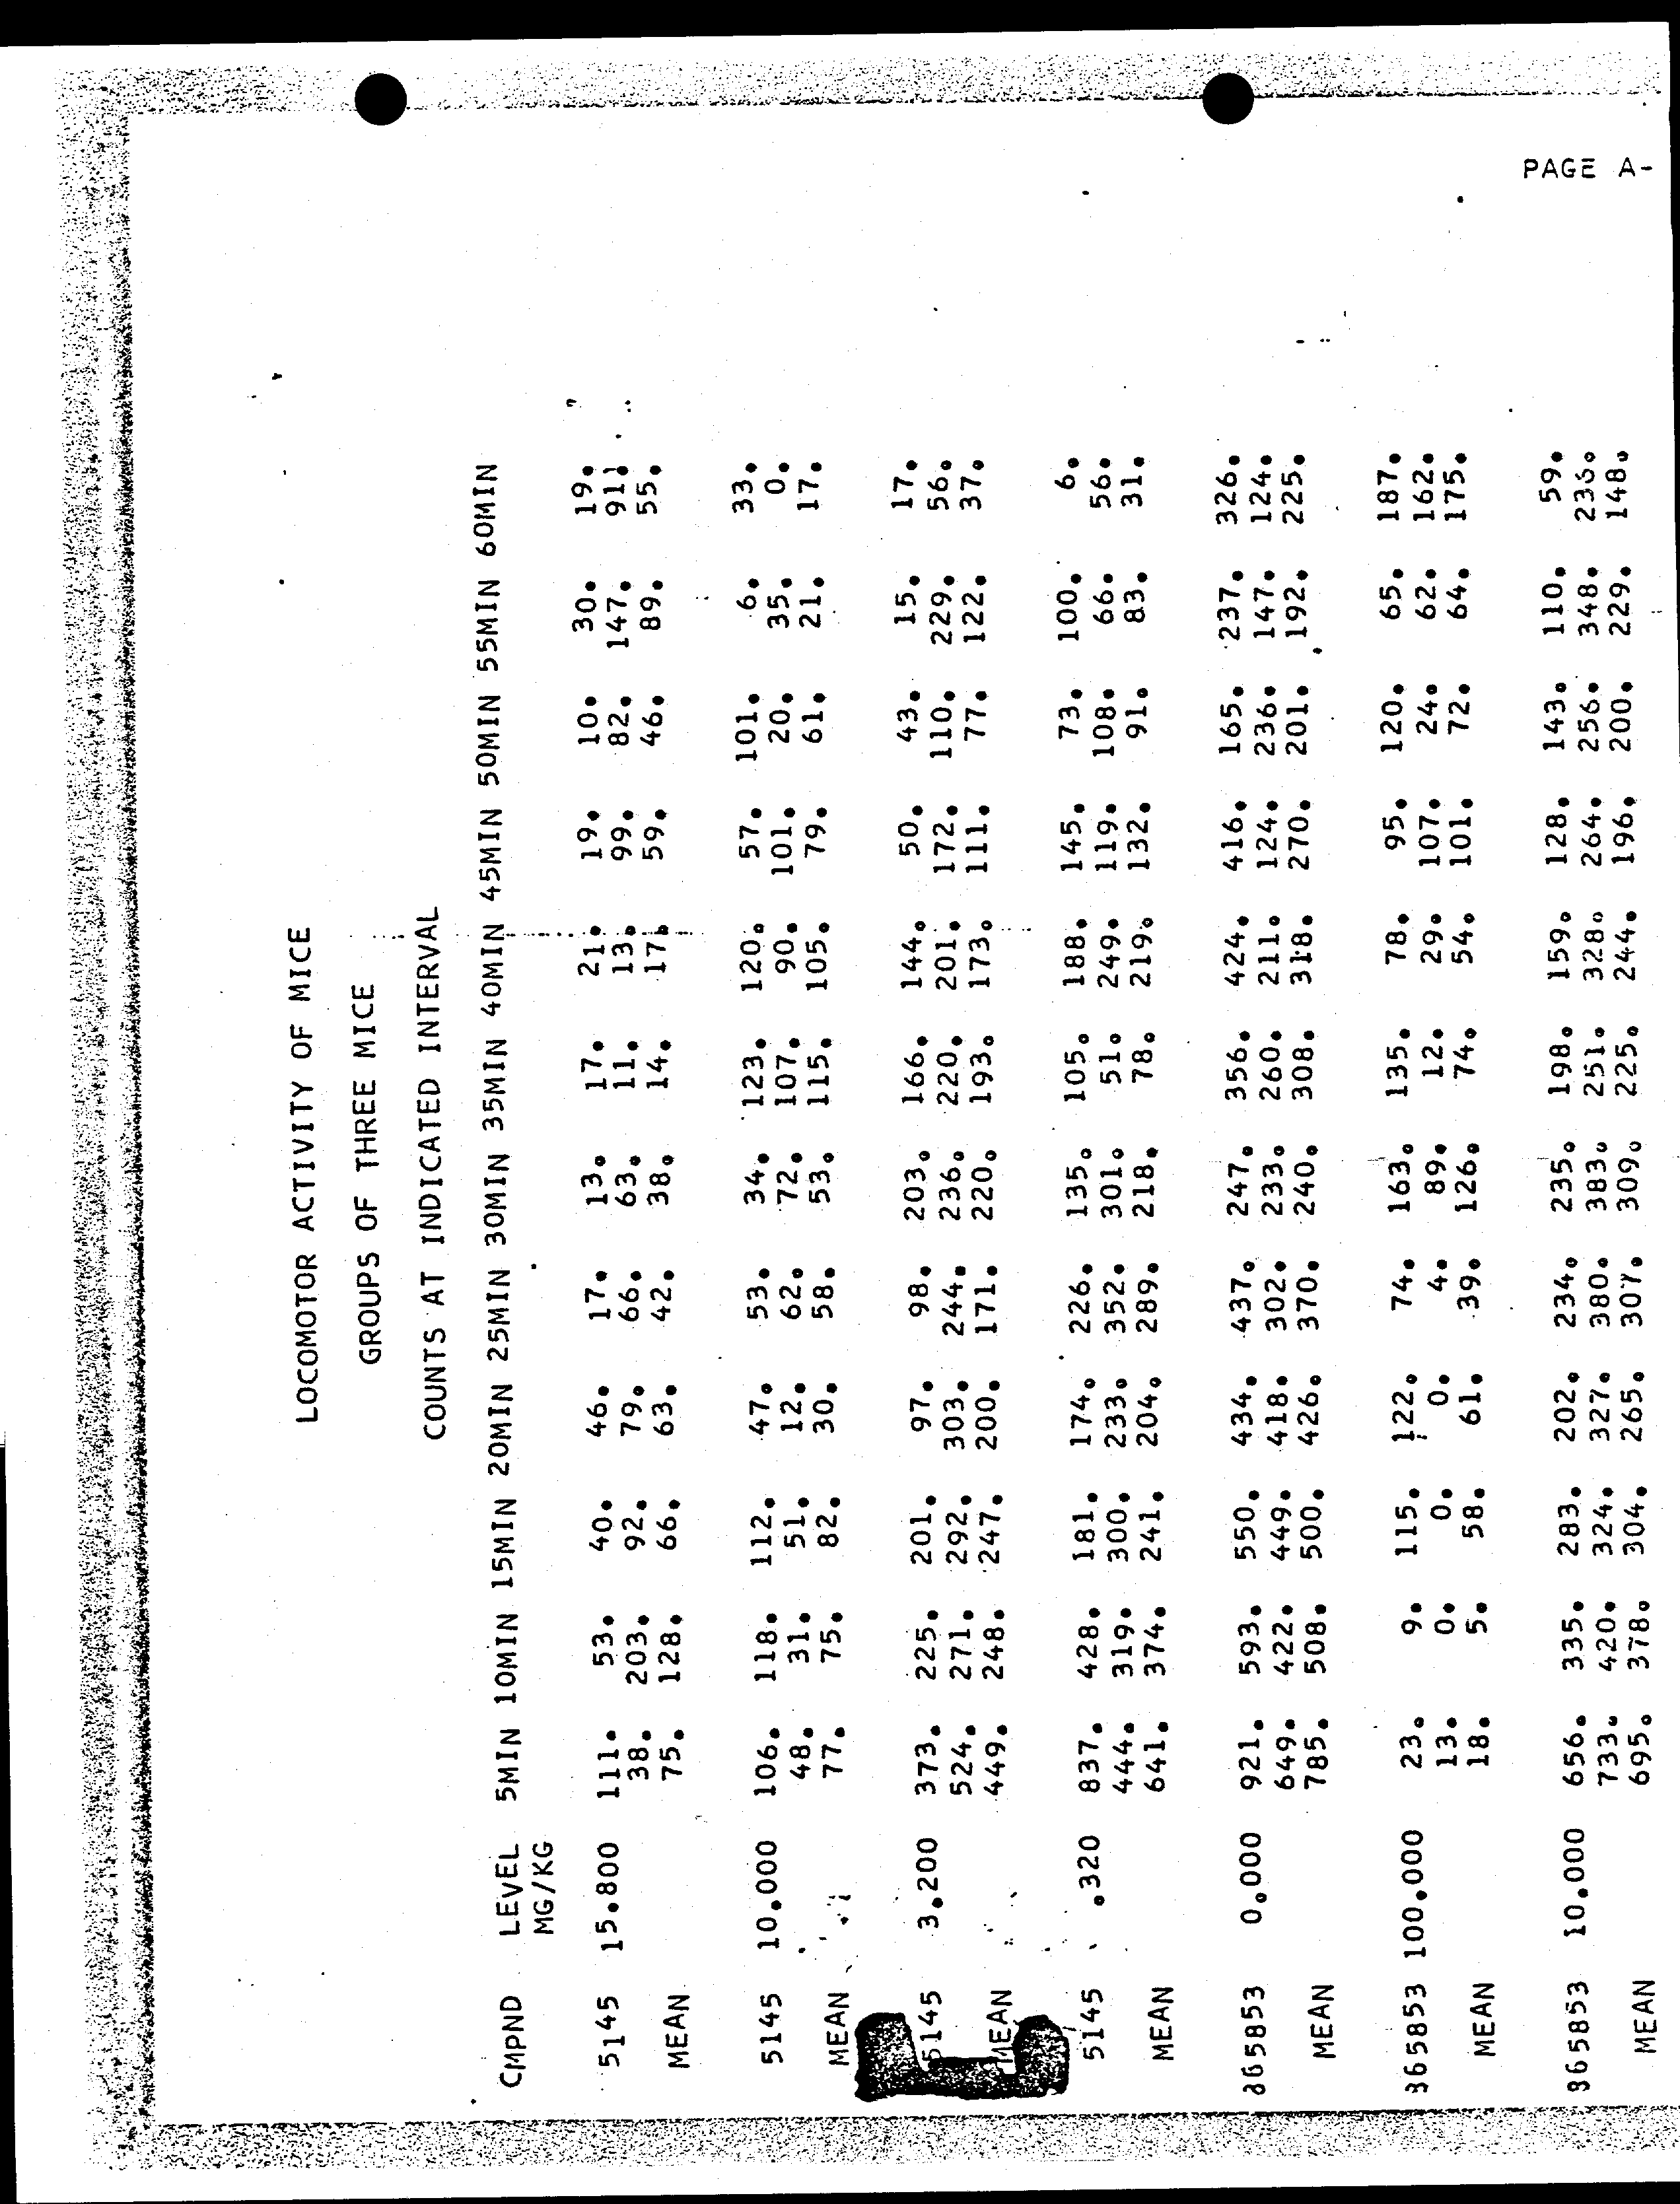 PAGE A-
LOCOMOTOR ACTIVITY OF MICE
GROUPS OF THREE MICE
COUNTS AT INDICATED INTERVAL
CMPND LEVEL 5MIN 10MIN 15MIN 20MIN 25MIN 30MIN 35MIN 40MIN 45MIN 50MIN 55MIN 60MIN
MG/KG
5145 15.800 111. 53. 40. 46. 17. 13. 17. 21. 19. 10. 30. 19.
38. 203. 92. 79. 66. 63. 11. 13. 99. 82. 147. 91.
MEAN 75. 128. 66. 63. 42. 38. 14. 17. 59. 46. 89. 55.
5145 10.000 106. 118. 112. 47. 53. 34. 123. 120. 57. 101. 6. 33.
48. 31. 51. 12. 62. 72. 107. 90. 101. 20. 35. 0.
MEAN 77. 75. 82. 30. 58. 53. 115. 105. 79. 61. 21. 17.
5145 3.200 373. 225. 201. 97. 98. 203. 166. 144. 50. 43. 15. 17.
524. 271. 292. 303. 244. 236. 220. 201. 172. 110. 229. 56.
MEAN 449. 248. 247. 200. 171. 220. 193. 173. 111. 77. 122. 37.
5145 .320 837. 428. 181. 174. 226. 135. 105. 188. 145. 73. 100. 6.
444. 319. 300. 233. 352. 301. 51. 249. 119. 108. 66. 56.
MEAN 641. 374. 241. 204. 289. 218. 78. 219. 132. 91. 83. 31.
865853 0.000 921. 593. 550. 434. 437. 247. 356. 424. 416. 165. 237. 326.
649. 422. 449. 418. 302. 233. 260. 211. 124. 236. 147. 124.
MEAN 785. 508. 500. 426. 370. 240. 308. 318. 270. 201. 192. 225.
865853 100.000 23. 9. 115. 122. 74. 163. 135. 78. 95. 120. 65. 187.
13. 0. 0. 0. 4. 89. 12. 29. 107. 24. 62. 162.
MEAN 18. 5. 58. 61. 39. 126. 74. 54. 101. 72. 64. 175.
865853 10.000 656. 335. 283. 202. 234. 235. 198. 159. 128. 143. 110. 59.
733. 420. 324. 327. 380. 383. 251. 328. 264. 256. 348. 236.
MEAN 695. 378. 304. 265. 307. 309. 225. 244. 196. 200. 229. 148.